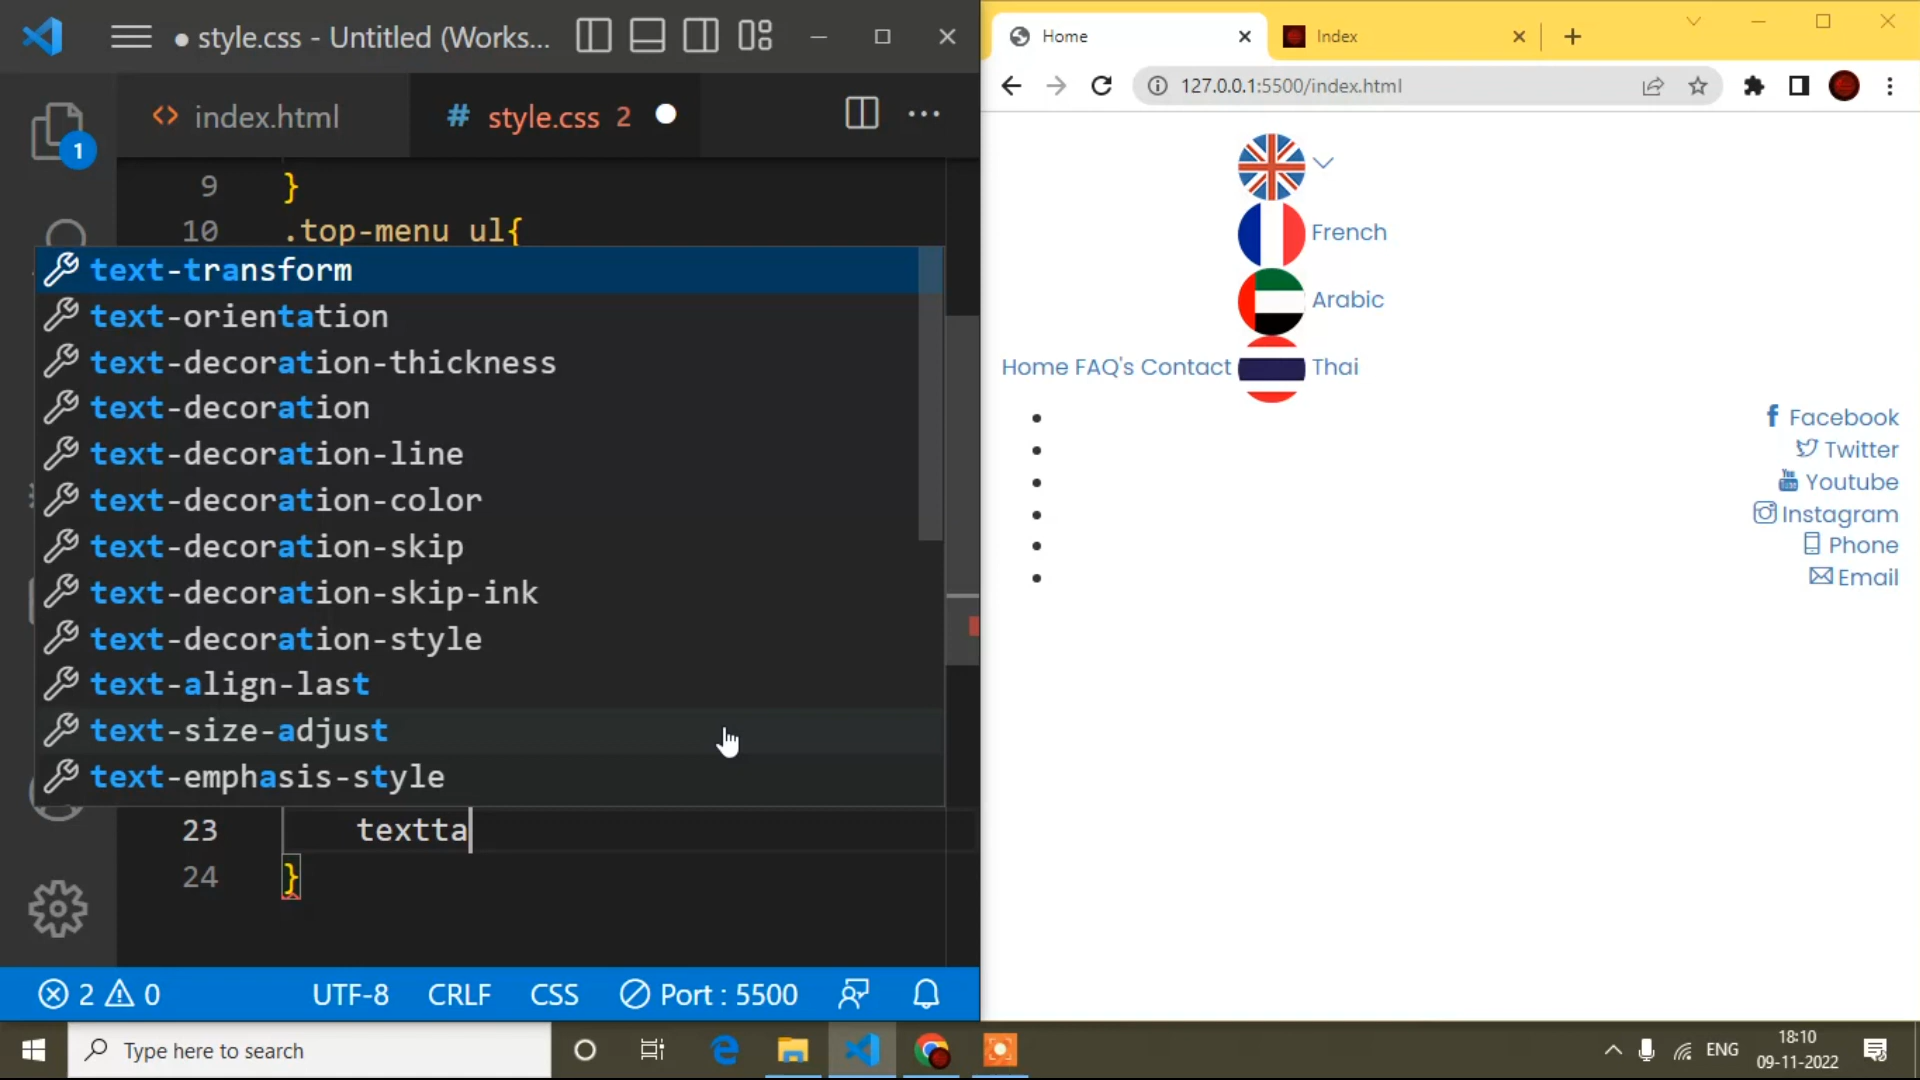 style.css - Untitled (Works...
index.html
# style.css 2
1
9 }
10 .top-menu ul{
text-transform
text-orientation
text-decoration-thickness
text-decoration
text-decoration-line
text-decoration-color
text-decoration-skip
text-decoration-skip-ink
text-decoration-style
text-align-last
text-size-adjust
text-emphasis-style
23 textta
24 }
2 0 UTF-8 CRLF CSS Port : 5500
Home
Index
127.0.0.1:5500/index.html
French
Arabic
Home FAQ's Contact Thai
Facebook
Twitter
You Tube Youtube
Instagram
Phone
Email
Type here to search
ENG
18:10
09-11-2022